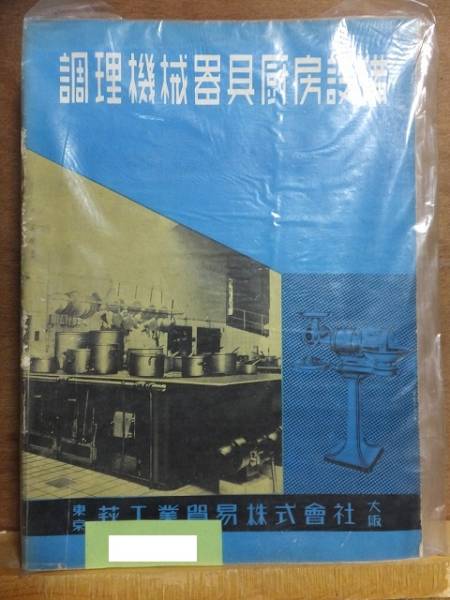 調理機械器具厨房設備
東京 萩工業貿易株式會社 大阪